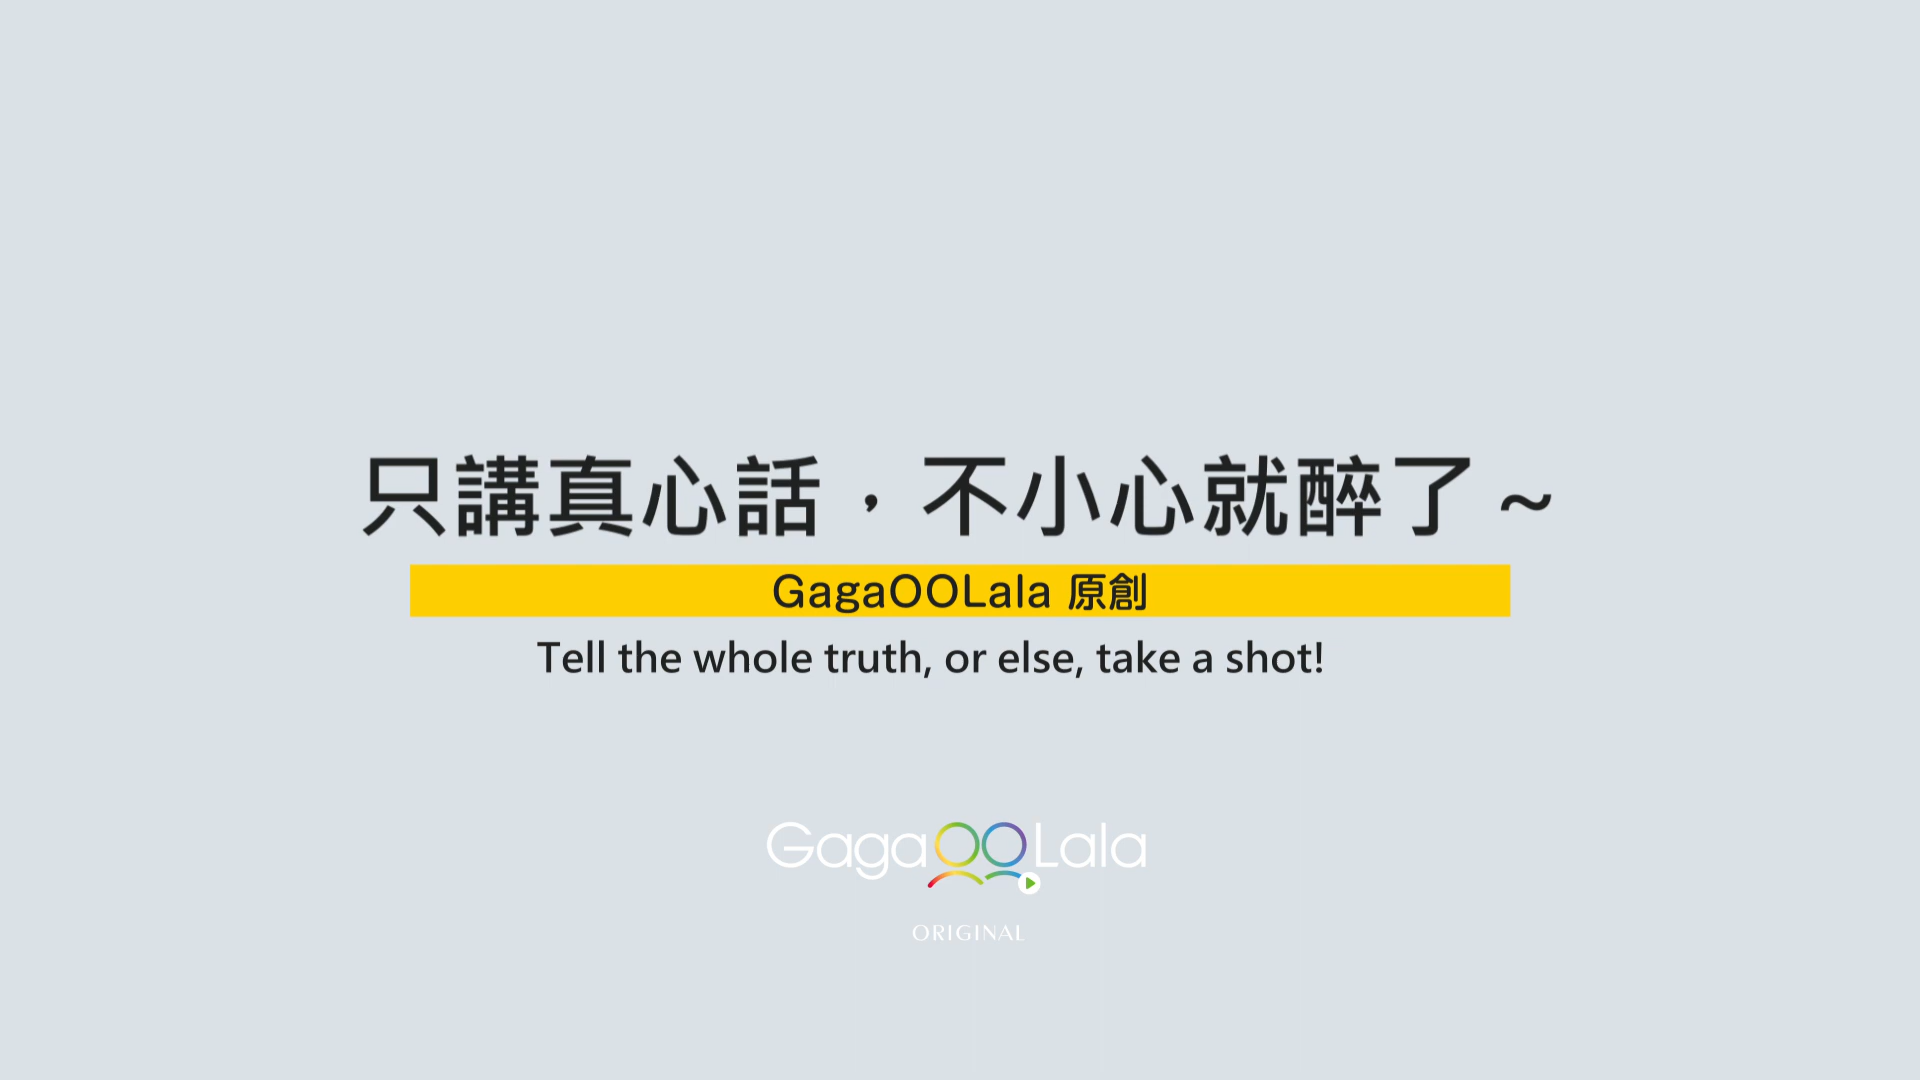 只講真心話，不小心就醉了~
GagaOOLala 原創
Tell the whole truth, or else, take a shot!
GagaOOLala
ORIGINAL